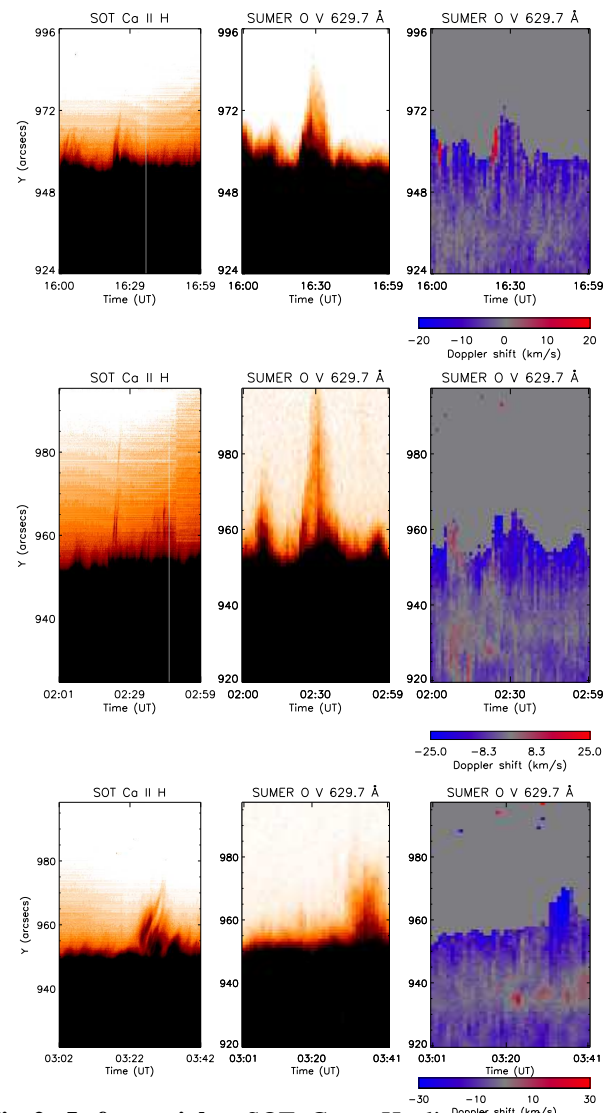 SOT Ca II H
SUMER O V 629.7 Å
SUMER O V 629.7 Å
996
972
948
924
Y (arcsecs)
16:00 16:29 16:59
Time (UT)
996
972
948
924
16:00 16:30 16:59
Time (UT)
972
948
924
16:00 16:30 16:59
Time (UT)
-20 -10 0 10 20
Doppler shift (km/s)
SOT Ca II H
SUMER O V 629.7 Å
SUMER O V 629.7 Å
980
960
940
Y (arcsecs)
02:01 02:29 02:59
Time (UT)
980
960
940
920
02:00 02:30 02:59
Time (UT)
980
960
940
920
02:00 02:30 02:59
Time (UT)
-25.0 -8.3 8.3 25.0
Doppler shift (km/s)
SOT Ca II H
SUMER O V 629.7 Å
SUMER O V 629.7 Å
980
960
940
Y (arcsecs)
03:02 03:22 03:42
Time (UT)
980
960
940
920
03:01 03:20 03:41
Time (UT)
980
960
940
920
03:01 03:20 03:41
Time (UT)
-30 -10 10 30
Doppler shift (km/s)